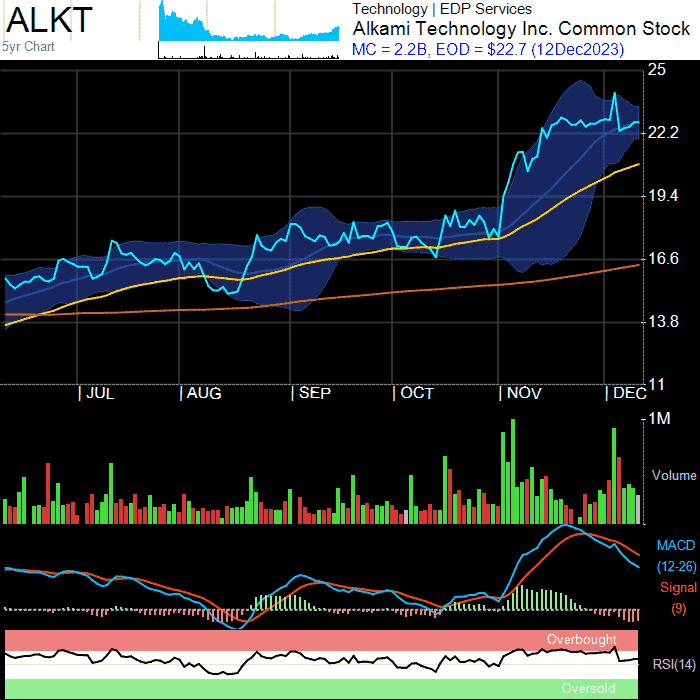 ALKT
5yr Chart
Technology | EDP Services
Alkami Technology Inc. Common Stock
MC = 2.2B, EOD = $22.7 (12Dec2023)
25
22.2
19.4
16.6
13.8
11
| JUL | AUG | SEP | OCT | NOV | DEC
1M
Volume
MACD
(12-26)
Signal
(9)
Overbought
RSI(14)
Oversold